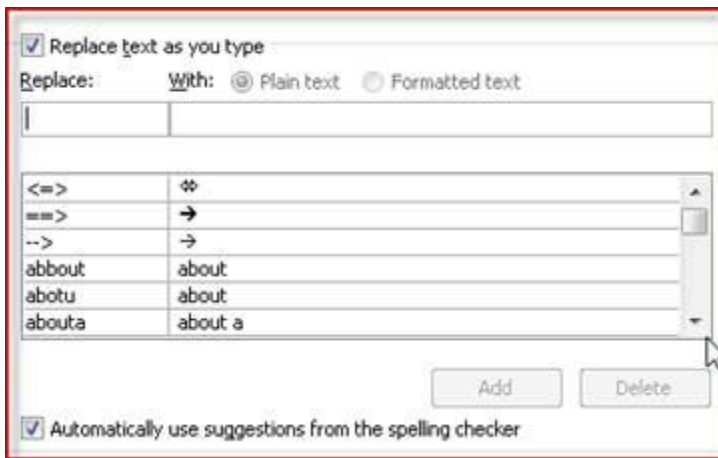 Replace text as you type
Replace: With: Plain text Formatted text
<=> ⇔
==> ➔
--> →
abbout about
abotu about
abouta about a
Add Delete
Automatically use suggestions from the spelling checker